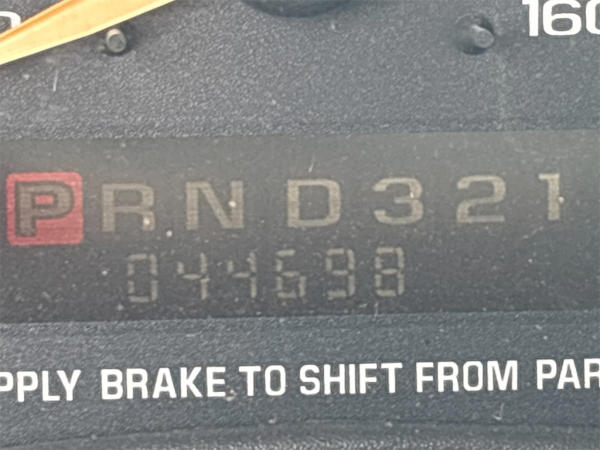 160
PRND321
044698
PPLY BRAKE TO SHIFT FROM PAR